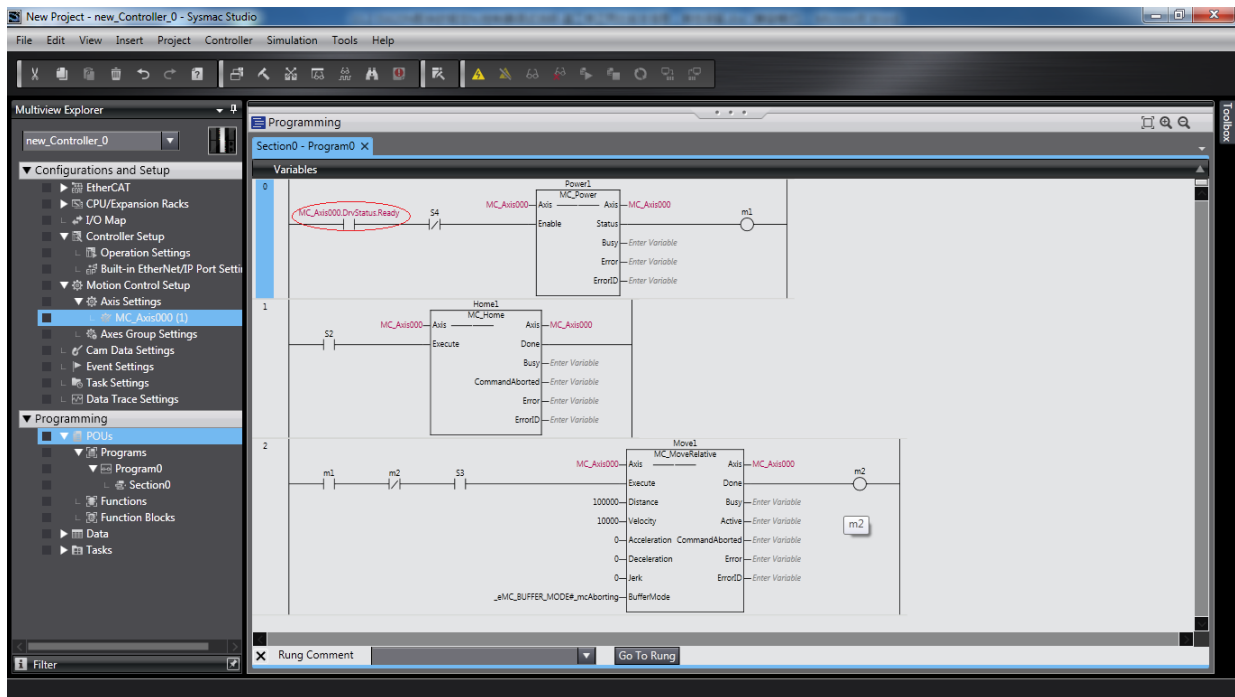 New Project - new_Controller_0 - Sysmac Studio
File Edit View Insert Project Controller Simulation Tools Help
Multiview Explorer
new_Controller_0
Configurations and Setup
EtherCAT
CPU/Expansion Racks
I/O Map
Controller Setup
Operation Settings
Built-in EtherNet/IP Port Setti
Motion Control Setup
Axis Settings
MC_Axis000 (1)
Axes Group Settings
Cam Data Settings
Event Settings
Task Settings
Data Trace Settings
Programming
POUs
Programs
Program0
Section0
Functions
Function Blocks
Data
Tasks
Filter
Programming
Section0 - Program0 X
Variables
0
Power1
MC_Power
MC_Axis000 Axis Axis MC_Axis000
MC_Axis000.DrvStatus.Ready S4 m1
Enable Status
Busy Enter Variable
Error Enter Variable
ErrorID Enter Variable
1
Home1
MC_Home
MC_Axis000 Axis Axis MC_Axis000
S2
Execute Done
Busy Enter Variable
CommandAborted Enter Variable
Error Enter Variable
ErrorID Enter Variable
2
Move1
MC_MoveRelative
MC_Axis000 Axis Axis MC_Axis000
m1 m2 S3 m2
Execute Done
100000 Distance Busy Enter Variable
10000 Velocity Active Enter Variable
m2
0 Acceleration CommandAborted Enter Variable
0 Deceleration Error Enter Variable
0 Jerk ErrorID Enter Variable
_eMC_BUFFER_MODE#_mcAborting BufferMode
X Rung Comment Go To Rung
Toolbox